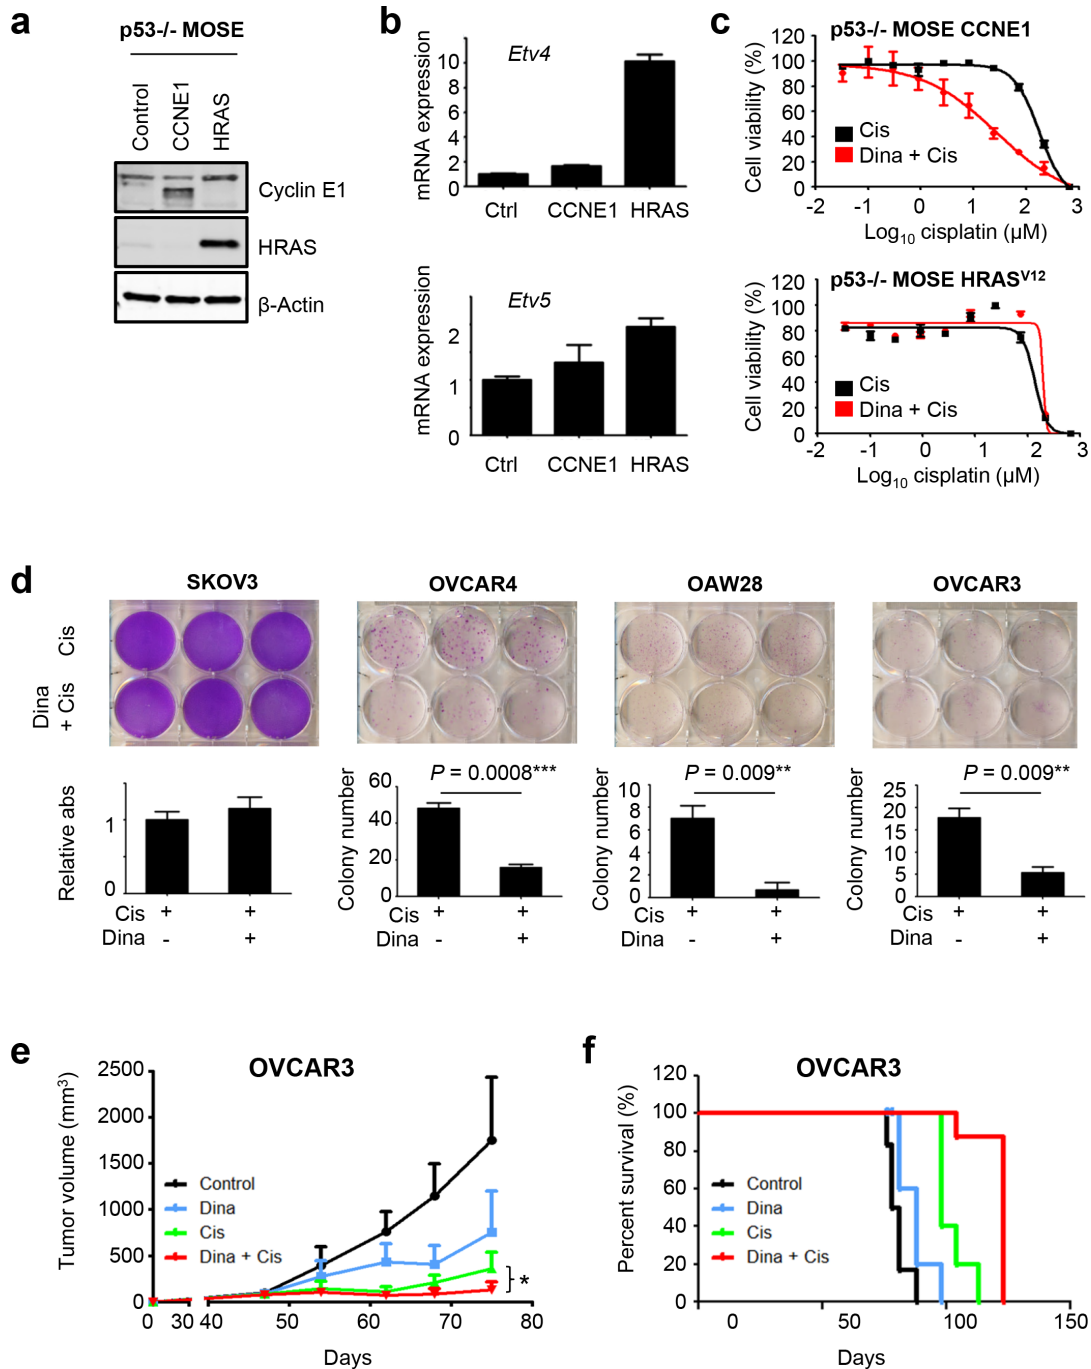 a
p53-/- MOSE
Control
CCNE1
HRAS
Cyclin E1
HRAS
β-Actin
b
Etv4
mRNA expression
10
8
6
4
2
0
Ctrl CCNE1 HRAS
Etv5
mRNA expression
2
1
0
Ctrl CCNE1 HRAS
c
p53-/- MOSE CCNE1
Cell viability (%)
120
100
80
60
40
20
0
Cis
Dina + Cis
-2 -1 0 1 2 3
Log10 cisplatin (µM)
p53-/- MOSE HRASV12
Cell viability (%)
120
100
80
60
40
20
0
Cis
Dina + Cis
-2 -1 0 1 2 3
Log10 cisplatin (µM)
d
SKOV3 OVCAR4 OAW28 OVCAR3
Cis
Dina
+ Cis
Relative abs
1
0
Cis + +
Dina - +
P = 0.0008***
Colony number
60
40
20
0
Cis + +
Dina - +
P = 0.009**
Colony number
10
8
6
4
2
0
Cis + +
Dina - +
P = 0.009**
Colony number
25
20
15
10
5
0
Cis + +
Dina - +
e
OVCAR3
Tumor volume (mm3)
2500
2000
1500
1000
500
0
Control
Dina
Cis
Dina + Cis
*
0 30 40 50 60 70 80
Days
f
OVCAR3
Percent survival (%)
120
100
80
60
40
20
0
Control
Dina
Cis
Dina + Cis
0 50 100 150
Days